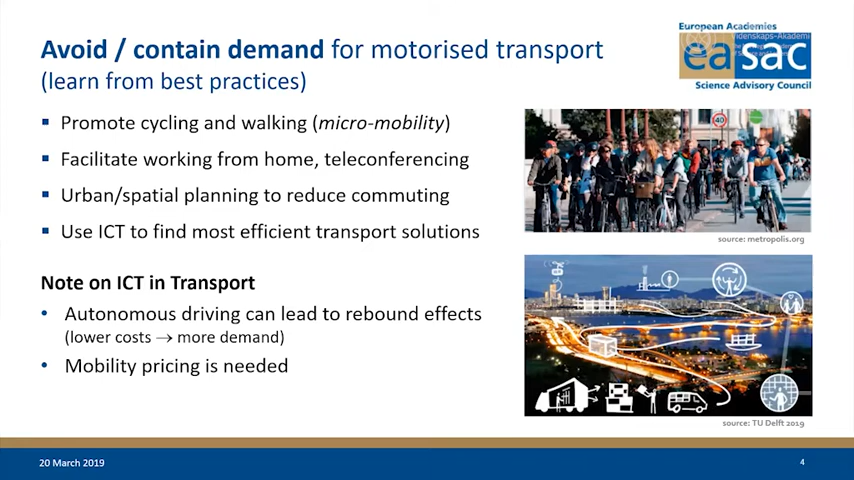 Avoid / contain demand for motorised transport
(learn from best practices)
European Academies
easac
Science Advisory Council
Videnskaps-Akademi
▪ Promote cycling and walking (micro-mobility)
▪ Facilitate working from home, teleconferencing
▪ Urban/spatial planning to reduce commuting
▪ Use ICT to find most efficient transport solutions
40
source: metropolis.org
Note on ICT in Transport
• Autonomous driving can lead to rebound effects
(lower costs → more demand)
• Mobility pricing is needed
source: TU Delft 2019
20 March 2019
4